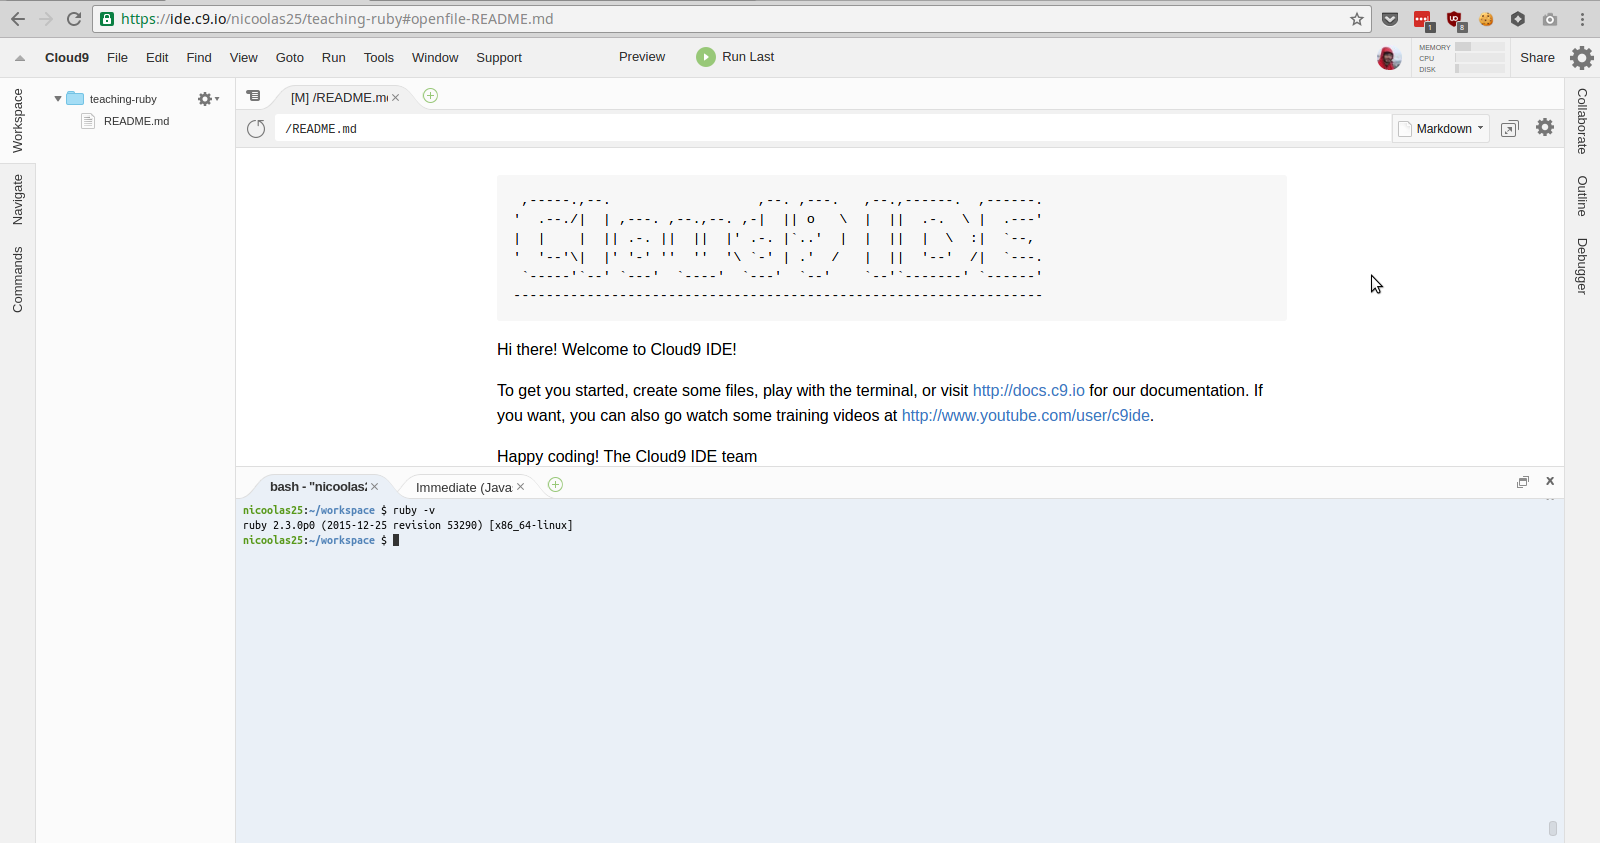 https://ide.c9.io/nicoolas25/teaching-ruby#openfile-README.md
1
8
Cloud9 File Edit Find View Goto Run Tools Window Support Preview Run Last
MEMORY
CPU
DISK
Share
Workspace
Navigate
Commands
teaching-ruby
README.md
[M] /README.m
/README.md
Markdown
Collaborate
Outline
Debugger
 ,-----.,--.                  ,--. ,---.   ,--.,------.  ,------.
'  .--./|  | ,---. ,--.,--. ,-|  || o   \  |  ||  .-.  \ |  .---'
|  |    |  || .-. ||  ||  |' .-. |`..'  |  |  ||  |  \  :|  `--,
'  '--'\|  |' '-' ''  ''  '\ `-' | .'  /   |  ||  '--'  /|  `---.
 `-----'`--' `---'  `----'  `---'  `--'    `--'`-------' `------'
-----------------------------------------------------------------
Hi there! Welcome to Cloud9 IDE!
To get you started, create some files, play with the terminal, or visit http://docs.c9.io for our documentation. If
you want, you can also go watch some training videos at http://www.youtube.com/user/c9ide.
Happy coding! The Cloud9 IDE team
bash - "nicoolas2
Immediate (Java
nicoolas25:~/workspace $ ruby -v
ruby 2.3.0p0 (2015-12-25 revision 53290) [x86_64-linux]
nicoolas25:~/workspace $